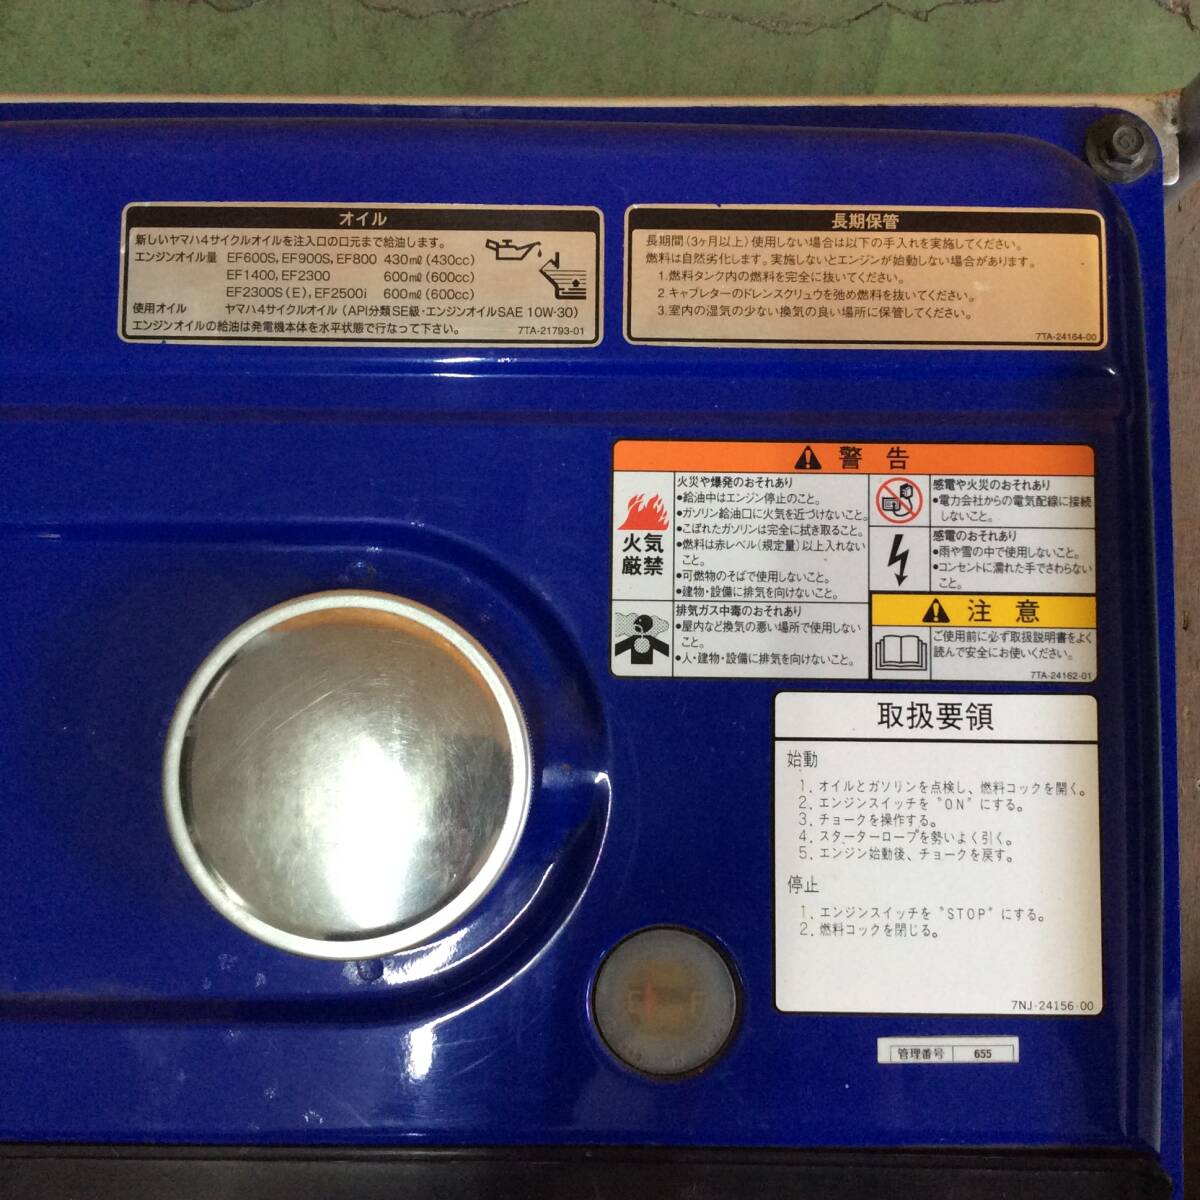 オイル
新しいヤマハ4サイクルオイルを注入口の口元まで給油します。
エンジンオイル量 EF600S, EF900S, EF800 430mℓ (430cc)
EF1400, EF2300 600mℓ (600cc)
EF2300S (E), EF2500i 600mℓ (600cc)
使用オイル ヤマハ4サイクルオイル (API分類SE級・エンジンオイルSAE 10W-30)
エンジンオイルの給油は発電機本体を水平状態で行なって下さい。
7TA-21793-01
長期保管
長期間(3ヶ月以上)使用しない場合は以下の手入れを実施してください。
燃料は自然劣化します。実施しないとエンジンが始動しない場合があります。
1.燃料タンク内の燃料を完全に抜いてください。
2.キャブレターのドレンスクリュウを弛め燃料を抜いてください。
3.室内の湿気の少ない換気の良い場所に保管してください。
7TA-24164-00
警告
火気
厳禁
火災や爆発のおそれあり
●給油中はエンジン停止のこと。
●ガソリン給油口に火気を近づけないこと。
●こぼれたガソリンは完全に拭き取ること。
●燃料は赤レベル(規定量)以上入れない
こと。
●可燃物のそばで使用しないこと。
●建物・設備に排気を向けないこと。
排気ガス中毒のおそれあり
●屋内など換気の悪い場所で使用しない
こと。
●人・建物・設備に排気を向けないこと。
感電や火災のおそれあり
●電力会社からの電気配線に接続
しないこと。
感電のおそれあり
●雨や雪の中で使用しないこと。
●コンセントに濡れた手でさわらない
こと。
注意
ご使用前に必ず取扱説明書をよく
読んで安全にお使いください。
7TA-24162-01
取扱要領
始動
1. オイルとガソリンを点検し、燃料コックを開く。
2. エンジンスイッチを"ON"にする。
3. チョークを操作する。
4. スターターロープを勢いよく引く。
5. エンジン始動後、チョークを戻す。
停止
1. エンジンスイッチを"STOP"にする。
2. 燃料コックを閉じる。
7NJ-24156-00
E F
管理番号 655